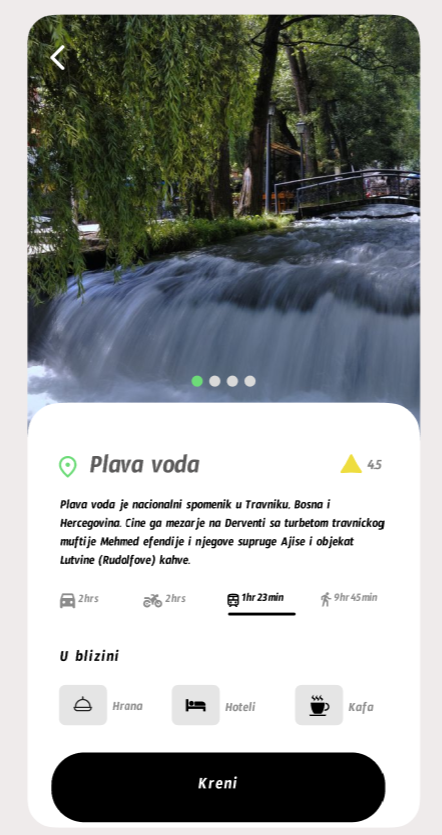 Plava voda
45
Plava voda je nacionalni spomenik u Travniku, Bosna i
Hercegovina. Cine ga mezarje na Derventi sa turbetom travnickog
muftije Mehmed efendije i njegove supruge Ajise i objekat
Lutvine (Rudolfove) kahve.
2hrs 2hrs 1hr 23min 9hr 45min
U blizini
Hrana Hoteli Kafa
Kreni